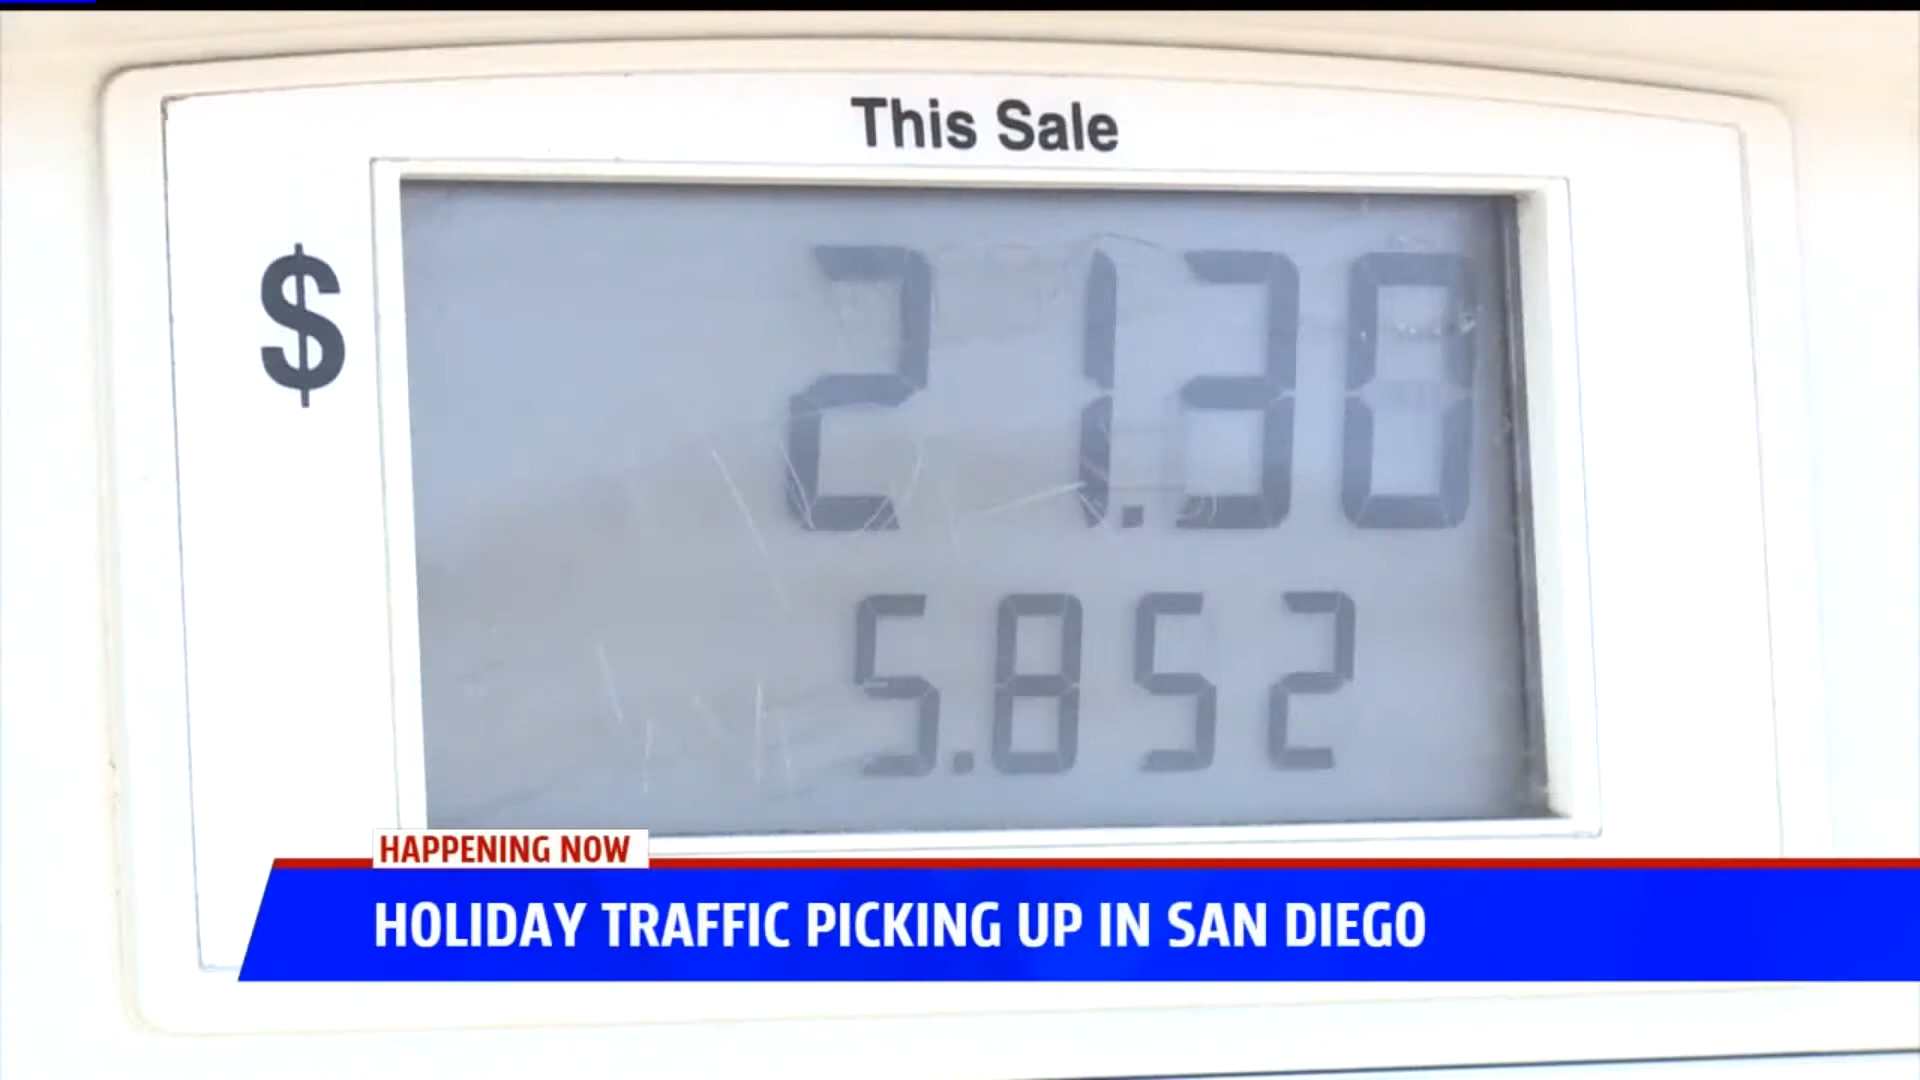 This Sale
$ 21.30
5.852
HAPPENING NOW
HOLIDAY TRAFFIC PICKING UP IN SAN DIEGO